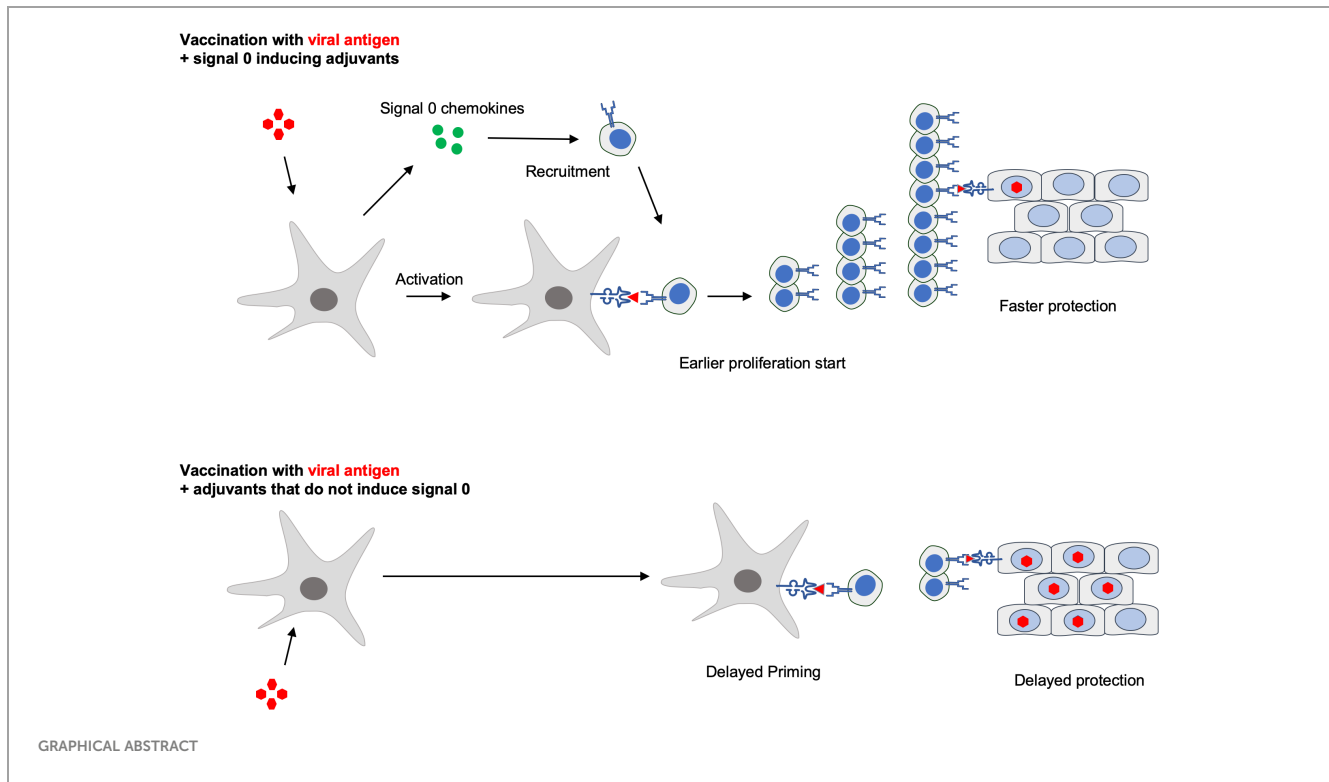 Vaccination with viral antigen
+ signal 0 inducing adjuvants
Signal 0 chemokines
Recruitment
Activation
Faster protection
Earlier proliferation start
Vaccination with viral antigen
+ adjuvants that do not induce signal 0
Delayed Priming
Delayed protection
GRAPHICAL ABSTRACT